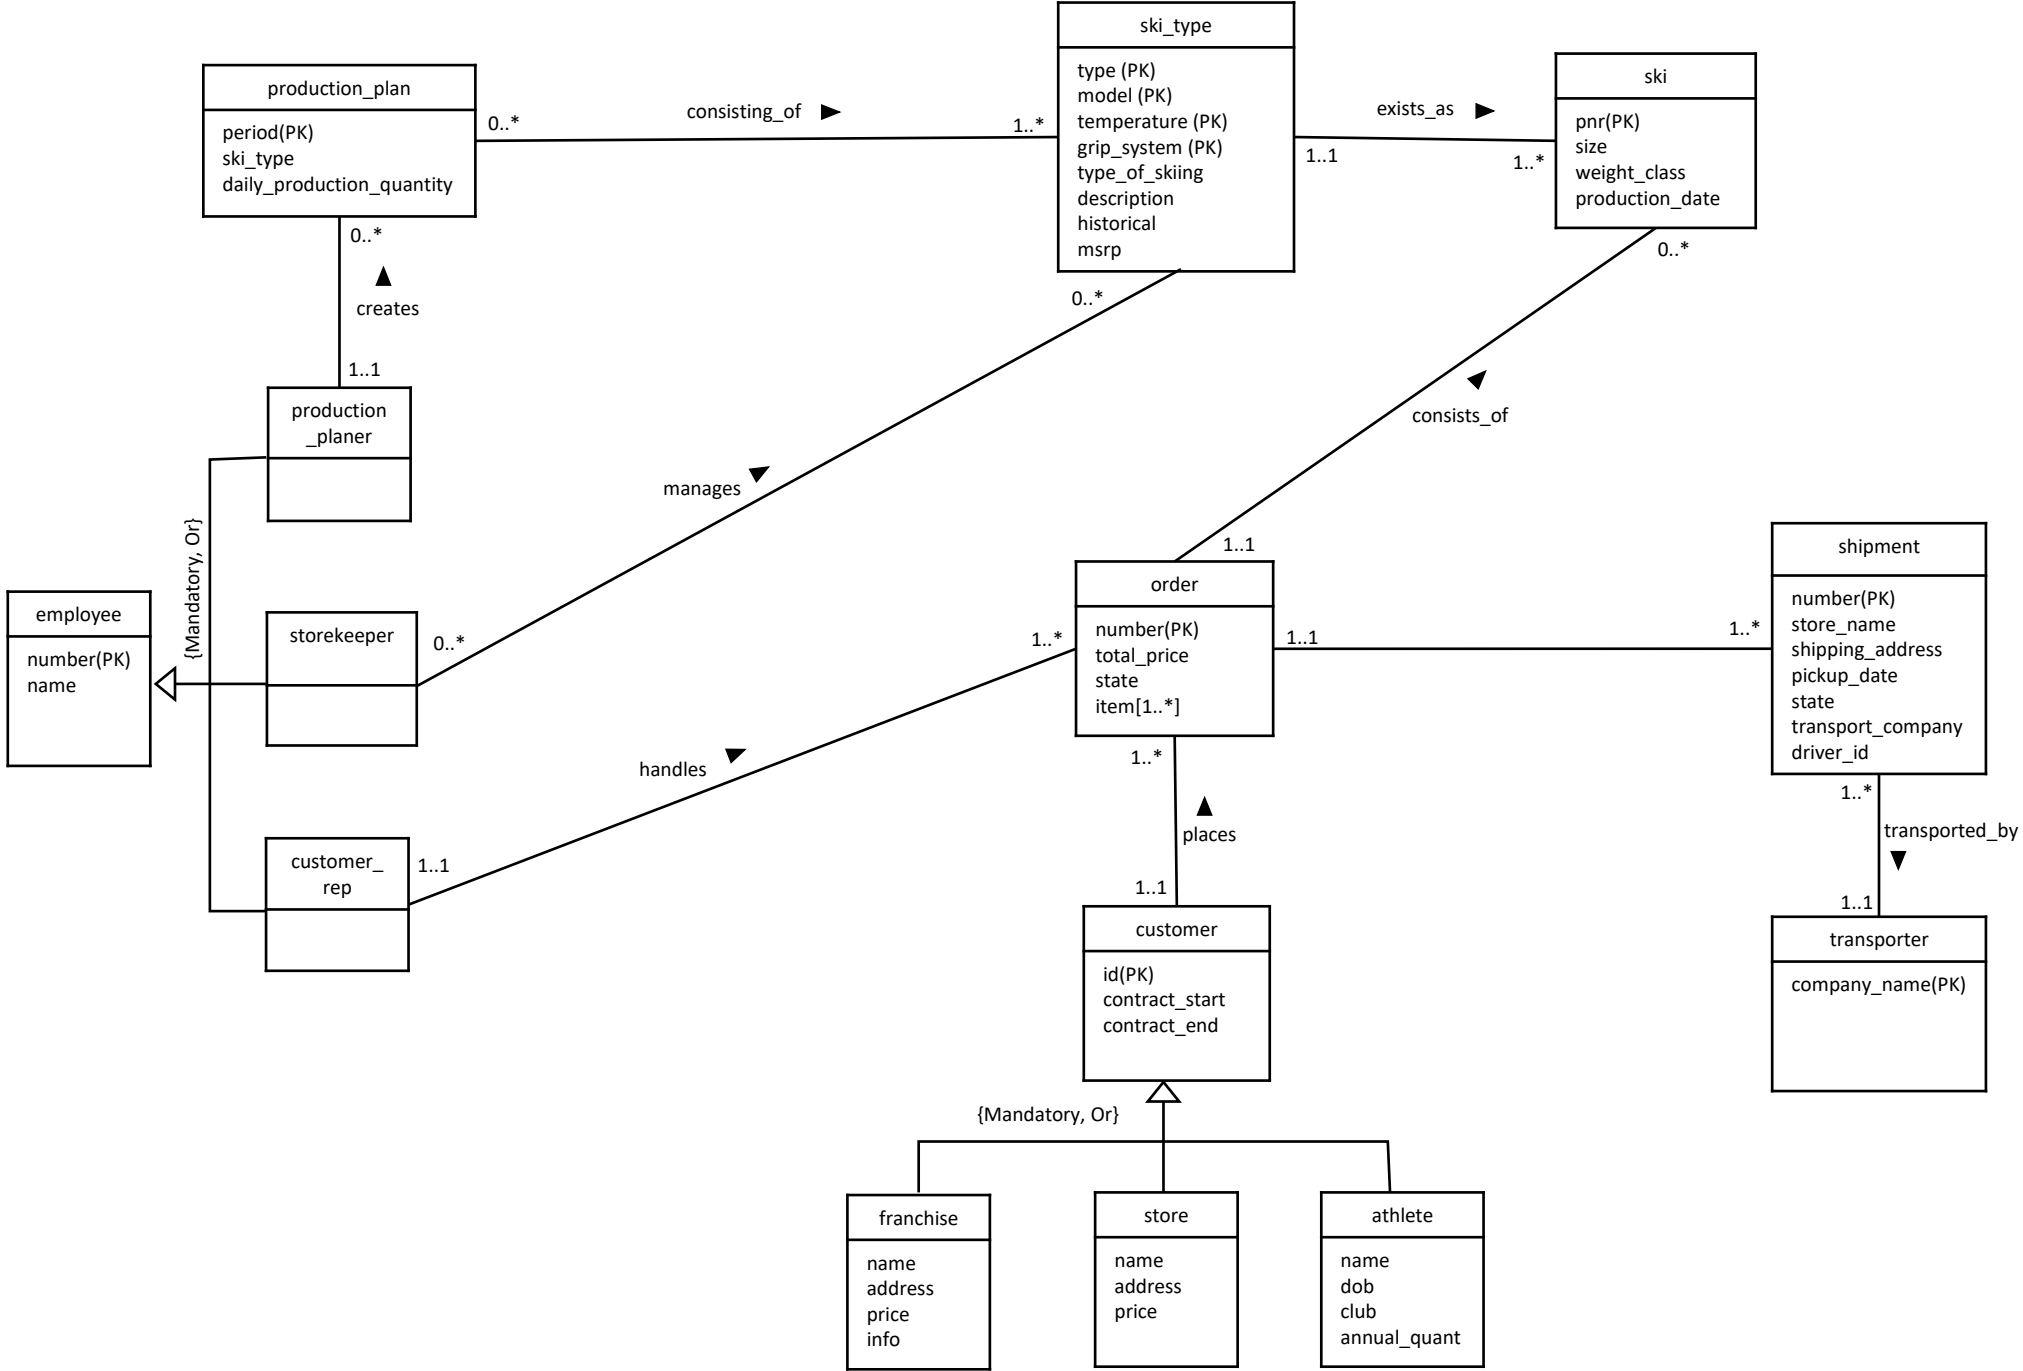 ski_type
type (PK)
model (PK)
temperature (PK)
grip_system (PK)
type_of_skiing
description
historical
msrp
production_plan
period(PK)
ski_type
daily_production_quantity
consisting_of
0..*
1..*
exists_as
1..1
1..*
ski
pnr(PK)
size
weight_class
production_date
0..*
creates
1..1
0..*
0..*
production
_planer
manages
consists_of
1..1
{Mandatory, Or}
employee
number(PK)
name
storekeeper
0..*
order
number(PK)
total_price
state
item[1..*]
1..*
1..1
1..*
shipment
number(PK)
store_name
shipping_address
pickup_date
state
transport_company
driver_id
handles
1..*
places
1..1
1..*
transported_by
1..1
customer_
rep
1..1
customer
id(PK)
contract_start
contract_end
transporter
company_name(PK)
{Mandatory, Or}
franchise
name
address
price
info
store
name
address
price
athlete
name
dob
club
annual_quant